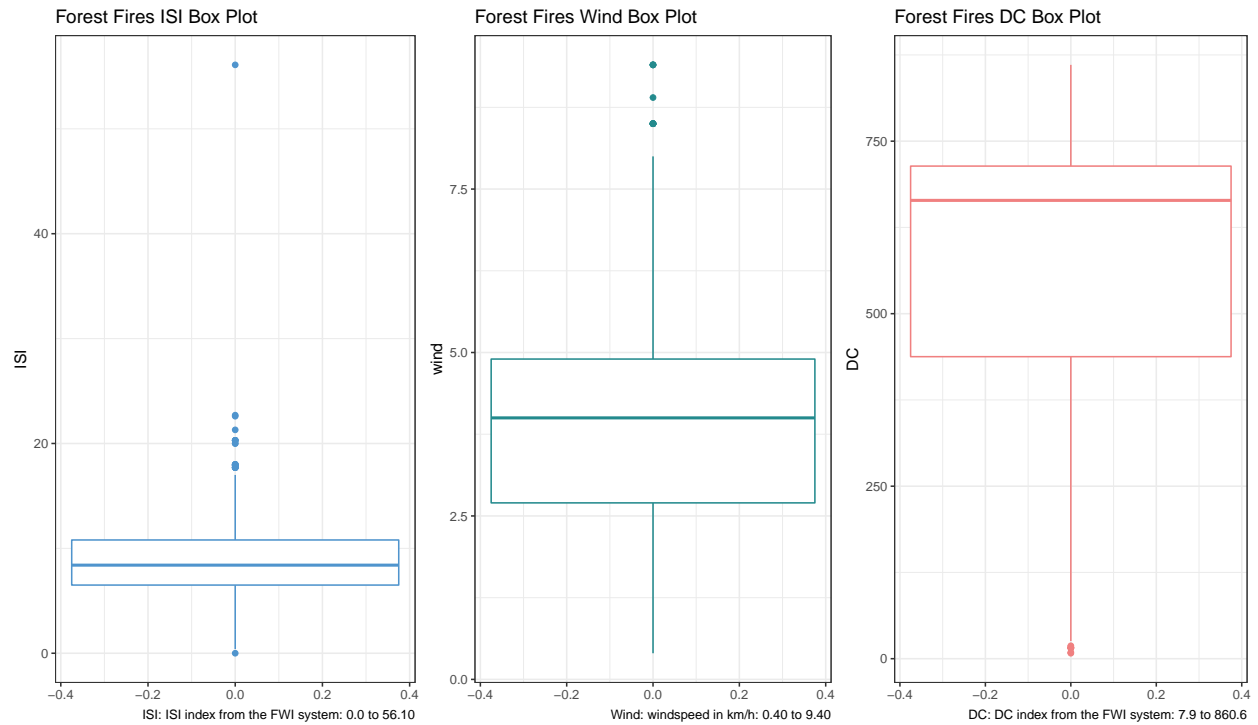 Forest Fires ISI Box Plot
ISI
40
20
0
−0.4 −0.2 0.0 0.2 0.4
ISI: ISI index from the FWI system: 0.0 to 56.10
Forest Fires Wind Box Plot
wind
7.5
5.0
2.5
0.0
−0.4 −0.2 0.0 0.2 0.4
Wind: windspeed in km/h: 0.40 to 9.40
Forest Fires DC Box Plot
DC
750
500
250
0
−0.4 −0.2 0.0 0.2 0.4
DC: DC index from the FWI system: 7.9 to 860.6